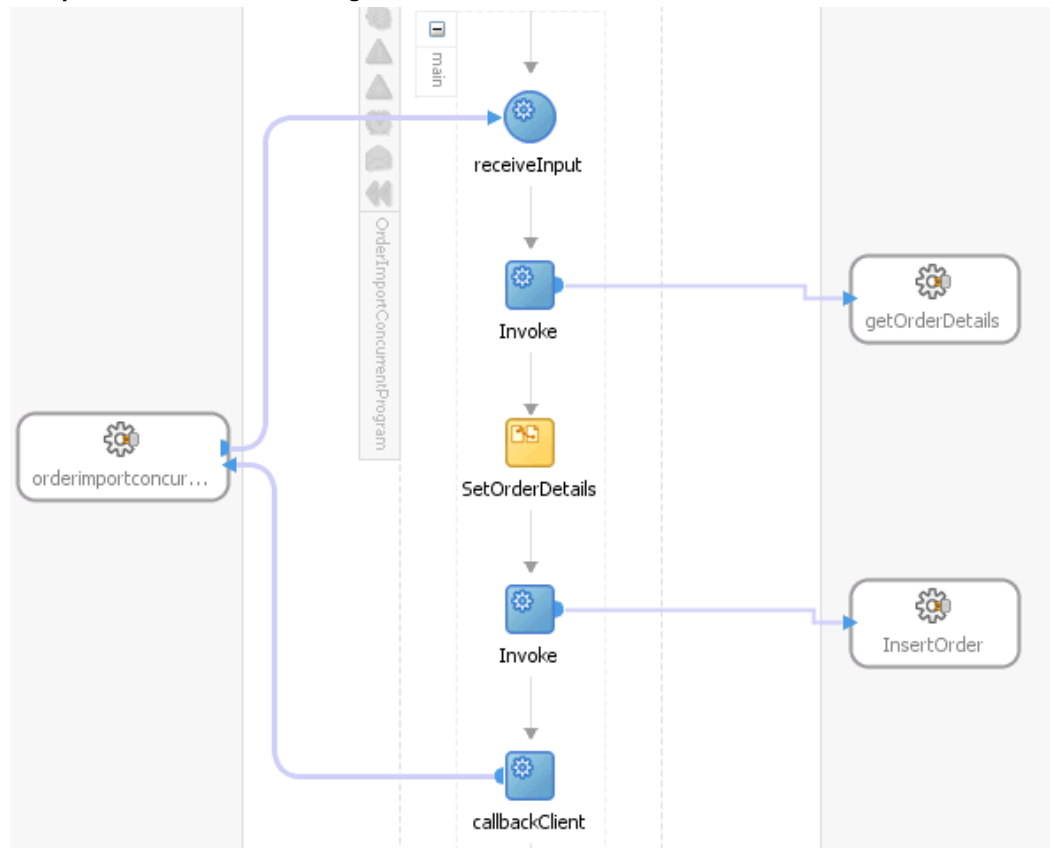 main
receiveInput
OrderImportConcurrentProgram
Invoke
getOrderDetails
orderimportconcur...
SetOrderDetails
Invoke
InsertOrder
callbackClient